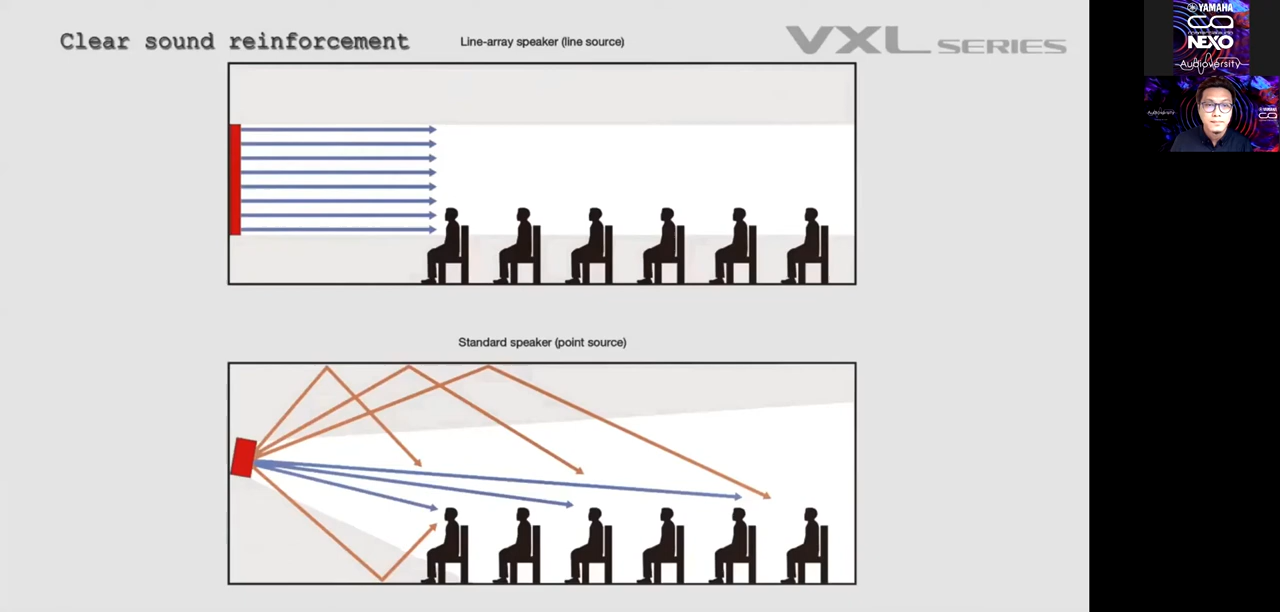 Clear sound reinforcement
Line-array speaker (line source)
VXL SERIES
Standard speaker (point source)
YAMAHA
NEXO
Audioversity